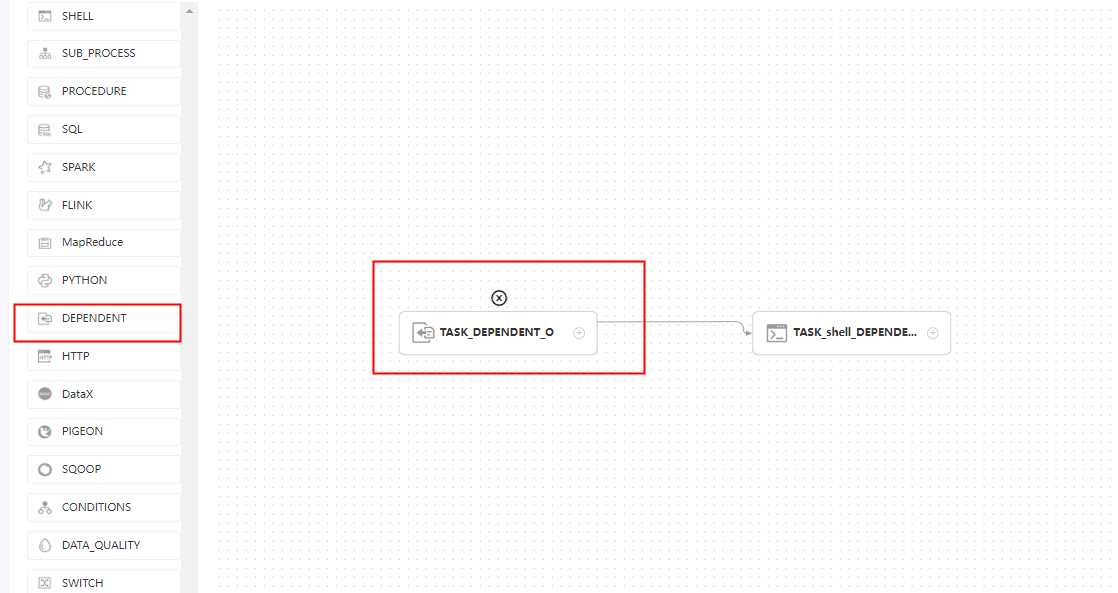 SHELL
SUB_PROCESS
PROCEDURE
SQL
SPARK
FLINK
MapReduce
PYTHON
DEPENDENT
HTTP
DataX
PIGEON
SQOOP
CONDITIONS
DATA_QUALITY
SWITCH
TASK_DEPENDENT_O
TASK_shell_DEPENDE...